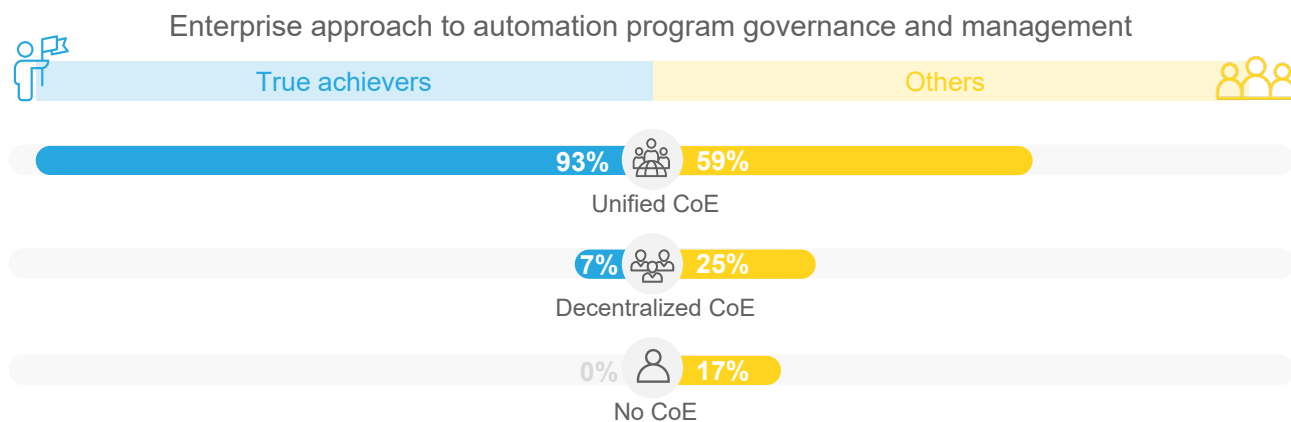 Enterprise approach to automation program governance and management
True achievers Others
93% 59%
Unified CoE
7% 25%
Decentralized CoE
0% 17%
No CoE